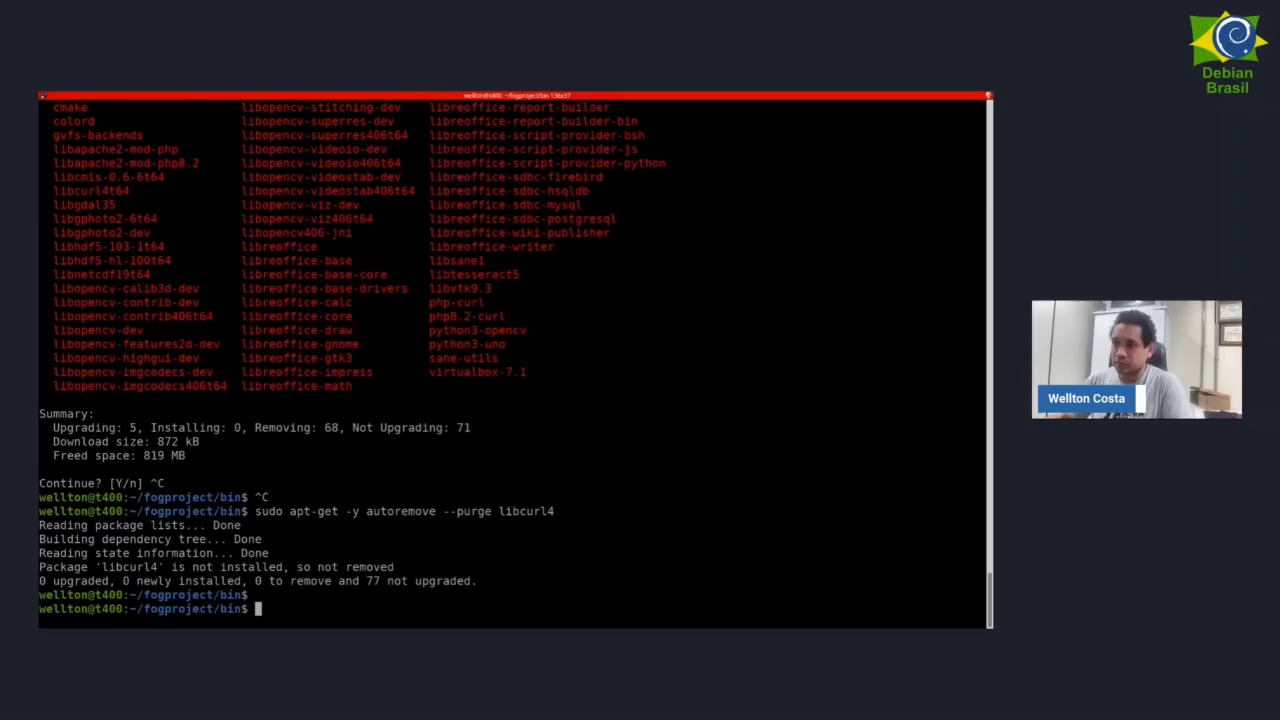 Debian
Brasil
wellton@t400: ~/fogproject/bin 136x37
cmake libopencv-stitching-dev libreoffice-report-builder
colord libopencv-superres-dev libreoffice-report-builder-bin
gvfs-backends libopencv-superres406t64 libreoffice-script-provider-bsh
libapache2-mod-php libopencv-videoio-dev libreoffice-script-provider-js
libapache2-mod-php8.2 libopencv-videoio406t64 libreoffice-script-provider-python
libcmis-0.6-6t64 libopencv-videostab-dev libreoffice-sdbc-firebird
libcurl4t64 libopencv-videostab406t64 libreoffice-sdbc-hsqldb
libgdal35 libopencv-viz-dev libreoffice-sdbc-mysql
libgphoto2-6t64 libopencv-viz406t64 libreoffice-sdbc-postgresql
libgphoto2-dev libopencv406-jni libreoffice-wiki-publisher
libhdf5-103-1t64 libreoffice libreoffice-writer
libhdf5-hl-100t64 libreoffice-base libsane1
libnetcdf19t64 libreoffice-base-core libtesseract5
libopencv-calib3d-dev libreoffice-base-drivers libvtk9.3
libopencv-contrib-dev libreoffice-calc php-curl
libopencv-contrib406t64 libreoffice-core php8.2-curl
libopencv-dev libreoffice-draw python3-opencv
libopencv-features2d-dev libreoffice-gnome python3-uno
libopencv-highgui-dev libreoffice-gtk3 sane-utils
libopencv-imgcodecs-dev libreoffice-impress virtualbox-7.1
libopencv-imgcodecs406t64 libreoffice-math
Summary:
Upgrading: 5, Installing: 0, Removing: 68, Not Upgrading: 71
Download size: 872 kB
Freed space: 819 MB
Continue? [Y/n] ^C
wellton@t400:~/fogproject/bin$ ^C
wellton@t400:~/fogproject/bin$ sudo apt-get -y autoremove --purge libcurl4
Reading package lists... Done
Building dependency tree... Done
Reading state information... Done
Package 'libcurl4' is not installed, so not removed
0 upgraded, 0 newly installed, 0 to remove and 77 not upgraded.
wellton@t400:~/fogproject/bin$
wellton@t400:~/fogproject/bin$
Wellton Costa